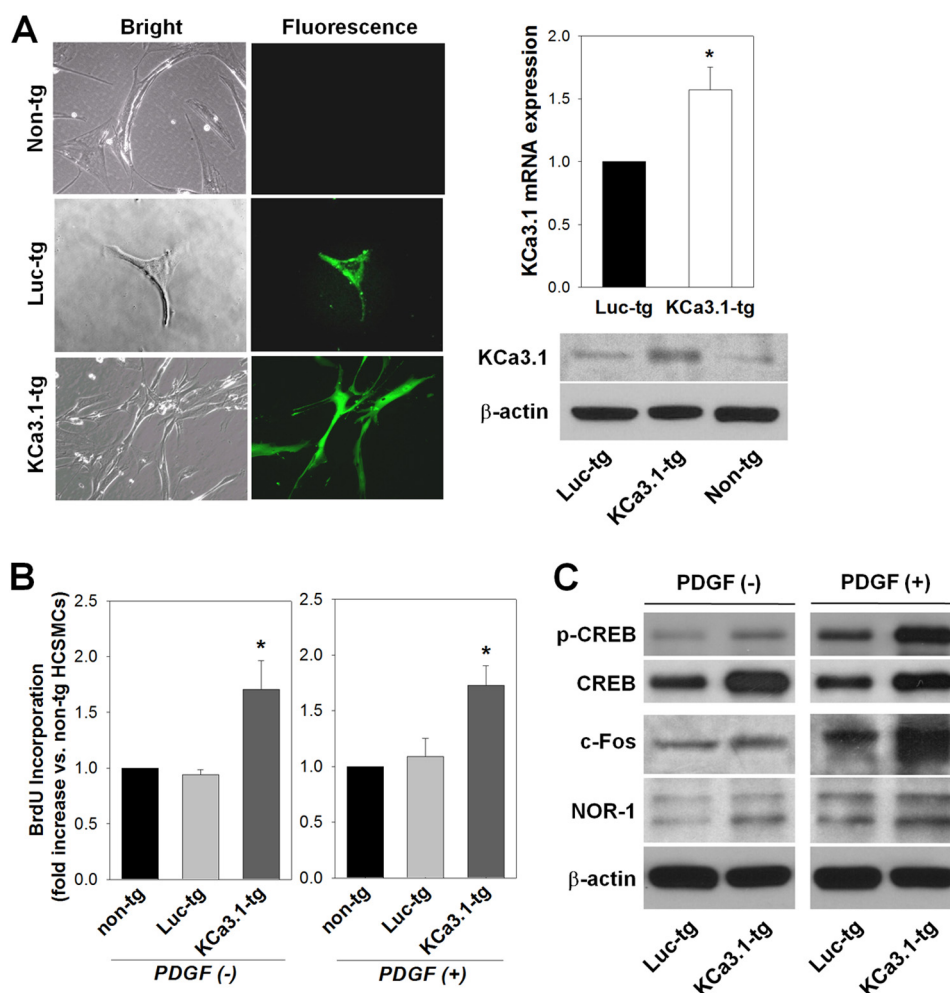 A
Bright
Fluorescence
Non-tg
Luc-tg
KCa3.1-tg
KCa3.1 mRNA expression
2.0
1.5
1.0
0.5
0.0
*
Luc-tg
KCa3.1-tg
KCa3.1
β-actin
Luc-tg
KCa3.1-tg
Non-tg
B
BrdU Incorporation
(fold increase vs. non-tg HCSMCs)
2.5
2.0
1.5
1.0
0.5
0.0
*
non-tg
Luc-tg
KCa3.1-tg
PDGF (-)
2.5
2.0
1.5
1.0
0.5
0.0
*
non-tg
Luc-tg
KCa3.1-tg
PDGF (+)
C
PDGF (-)
PDGF (+)
p-CREB
CREB
c-Fos
NOR-1
β-actin
Luc-tg
KCa3.1-tg
Luc-tg
KCa3.1-tg